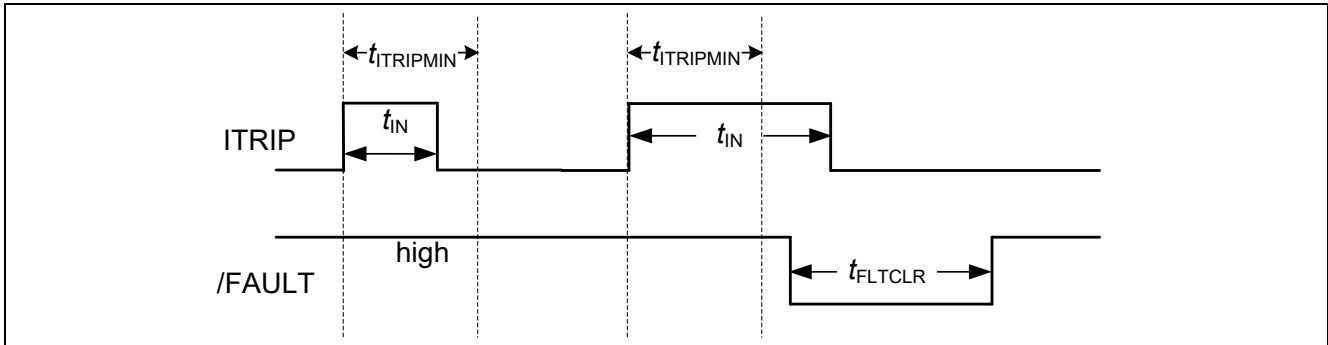 tITRIPMIN tITRIPMIN
ITRIP tIN tIN
high
/FAULT tFLTCLR